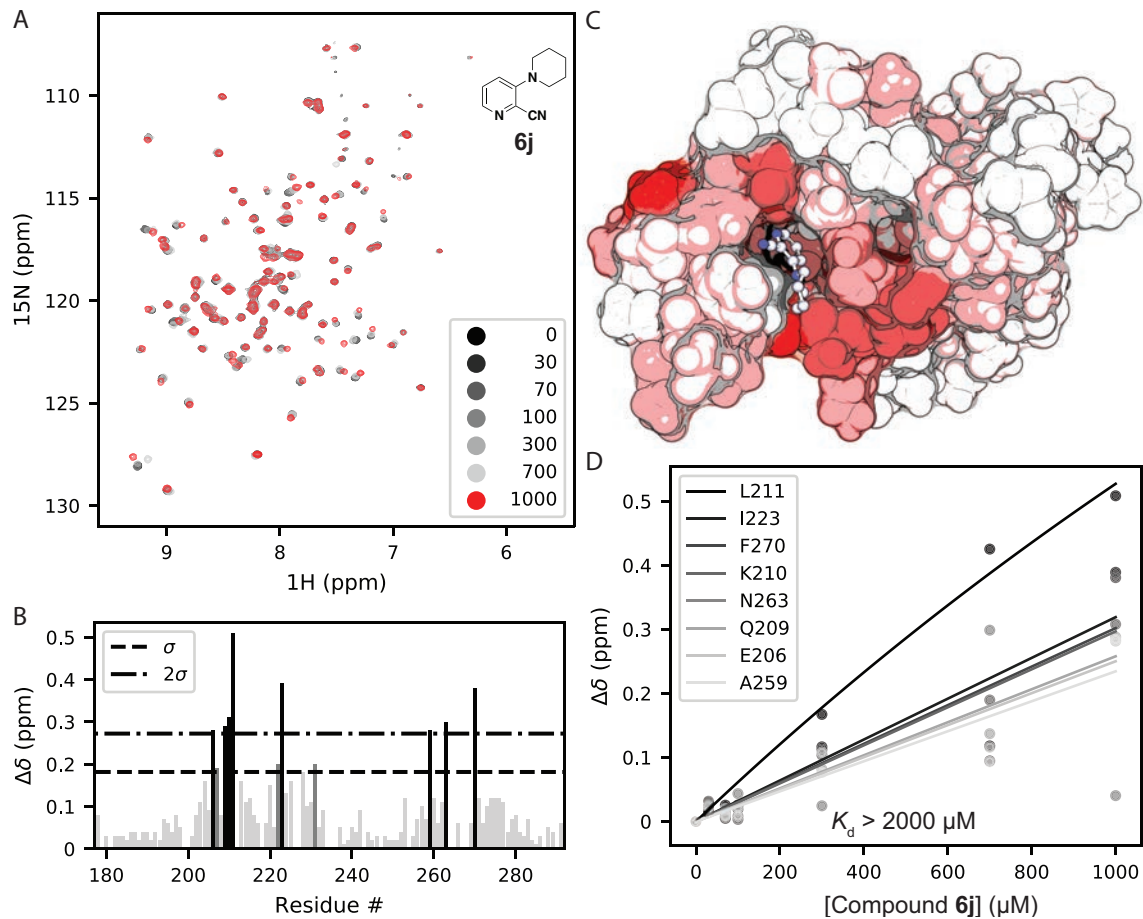 A
110
115
120
125
130
15N (ppm)
9
8
7
6
1H (ppm)
N
N
CN
6j
0
30
70
100
300
700
1000
B
σ
2σ
0.5
0.4
0.3
0.2
0.1
0
Δδ (ppm)
180
200
220
240
260
280
Residue #
C
D
L211
I223
F270
K210
N263
Q209
E206
A259
0.5
0.4
0.3
0.2
0.1
0
Δδ (ppm)
Kd > 2000 µM
0
200
400
600
800
1000
[Compound 6j] (µM)